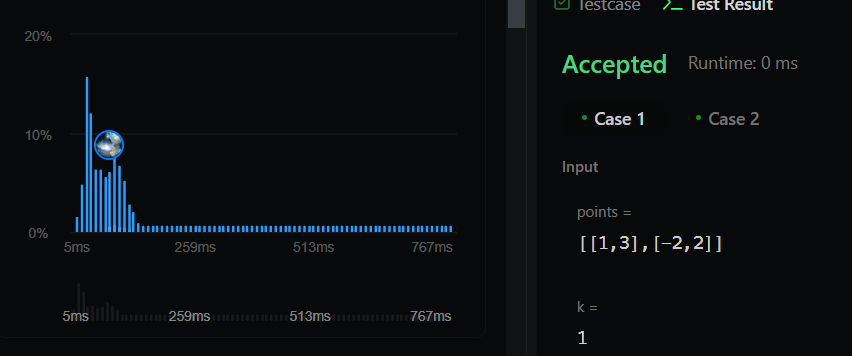 20%
10%
0%
5ms 259ms 513ms 767ms
5ms 259ms 513ms 767ms
Testcase Test Result
Accepted Runtime: 0 ms
Case 1 Case 2
Input
points =
[[1,3],[-2,2]]
k =
1